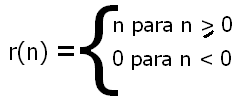 r(n) = { n para n ≥ 0
0 para n < 0